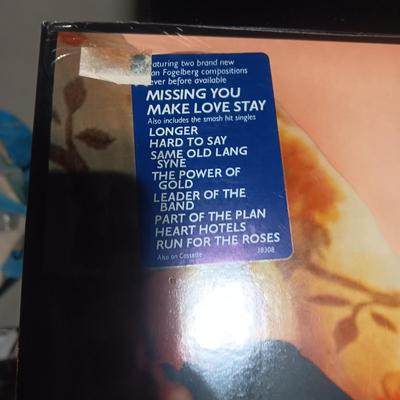 aturing two brand new
an Fogelberg compositions
ever before available
MISSING YOU
MAKE LOVE STAY
Also includes the smash hit singles
LONGER
HARD TO SAY
SAME OLD LANG
SYNE
THE POWER OF
GOLD
LEADER OF THE
BAND
PART OF THE PLAN
HEART HOTELS
RUN FOR THE ROSES
Also on Cassette 38308